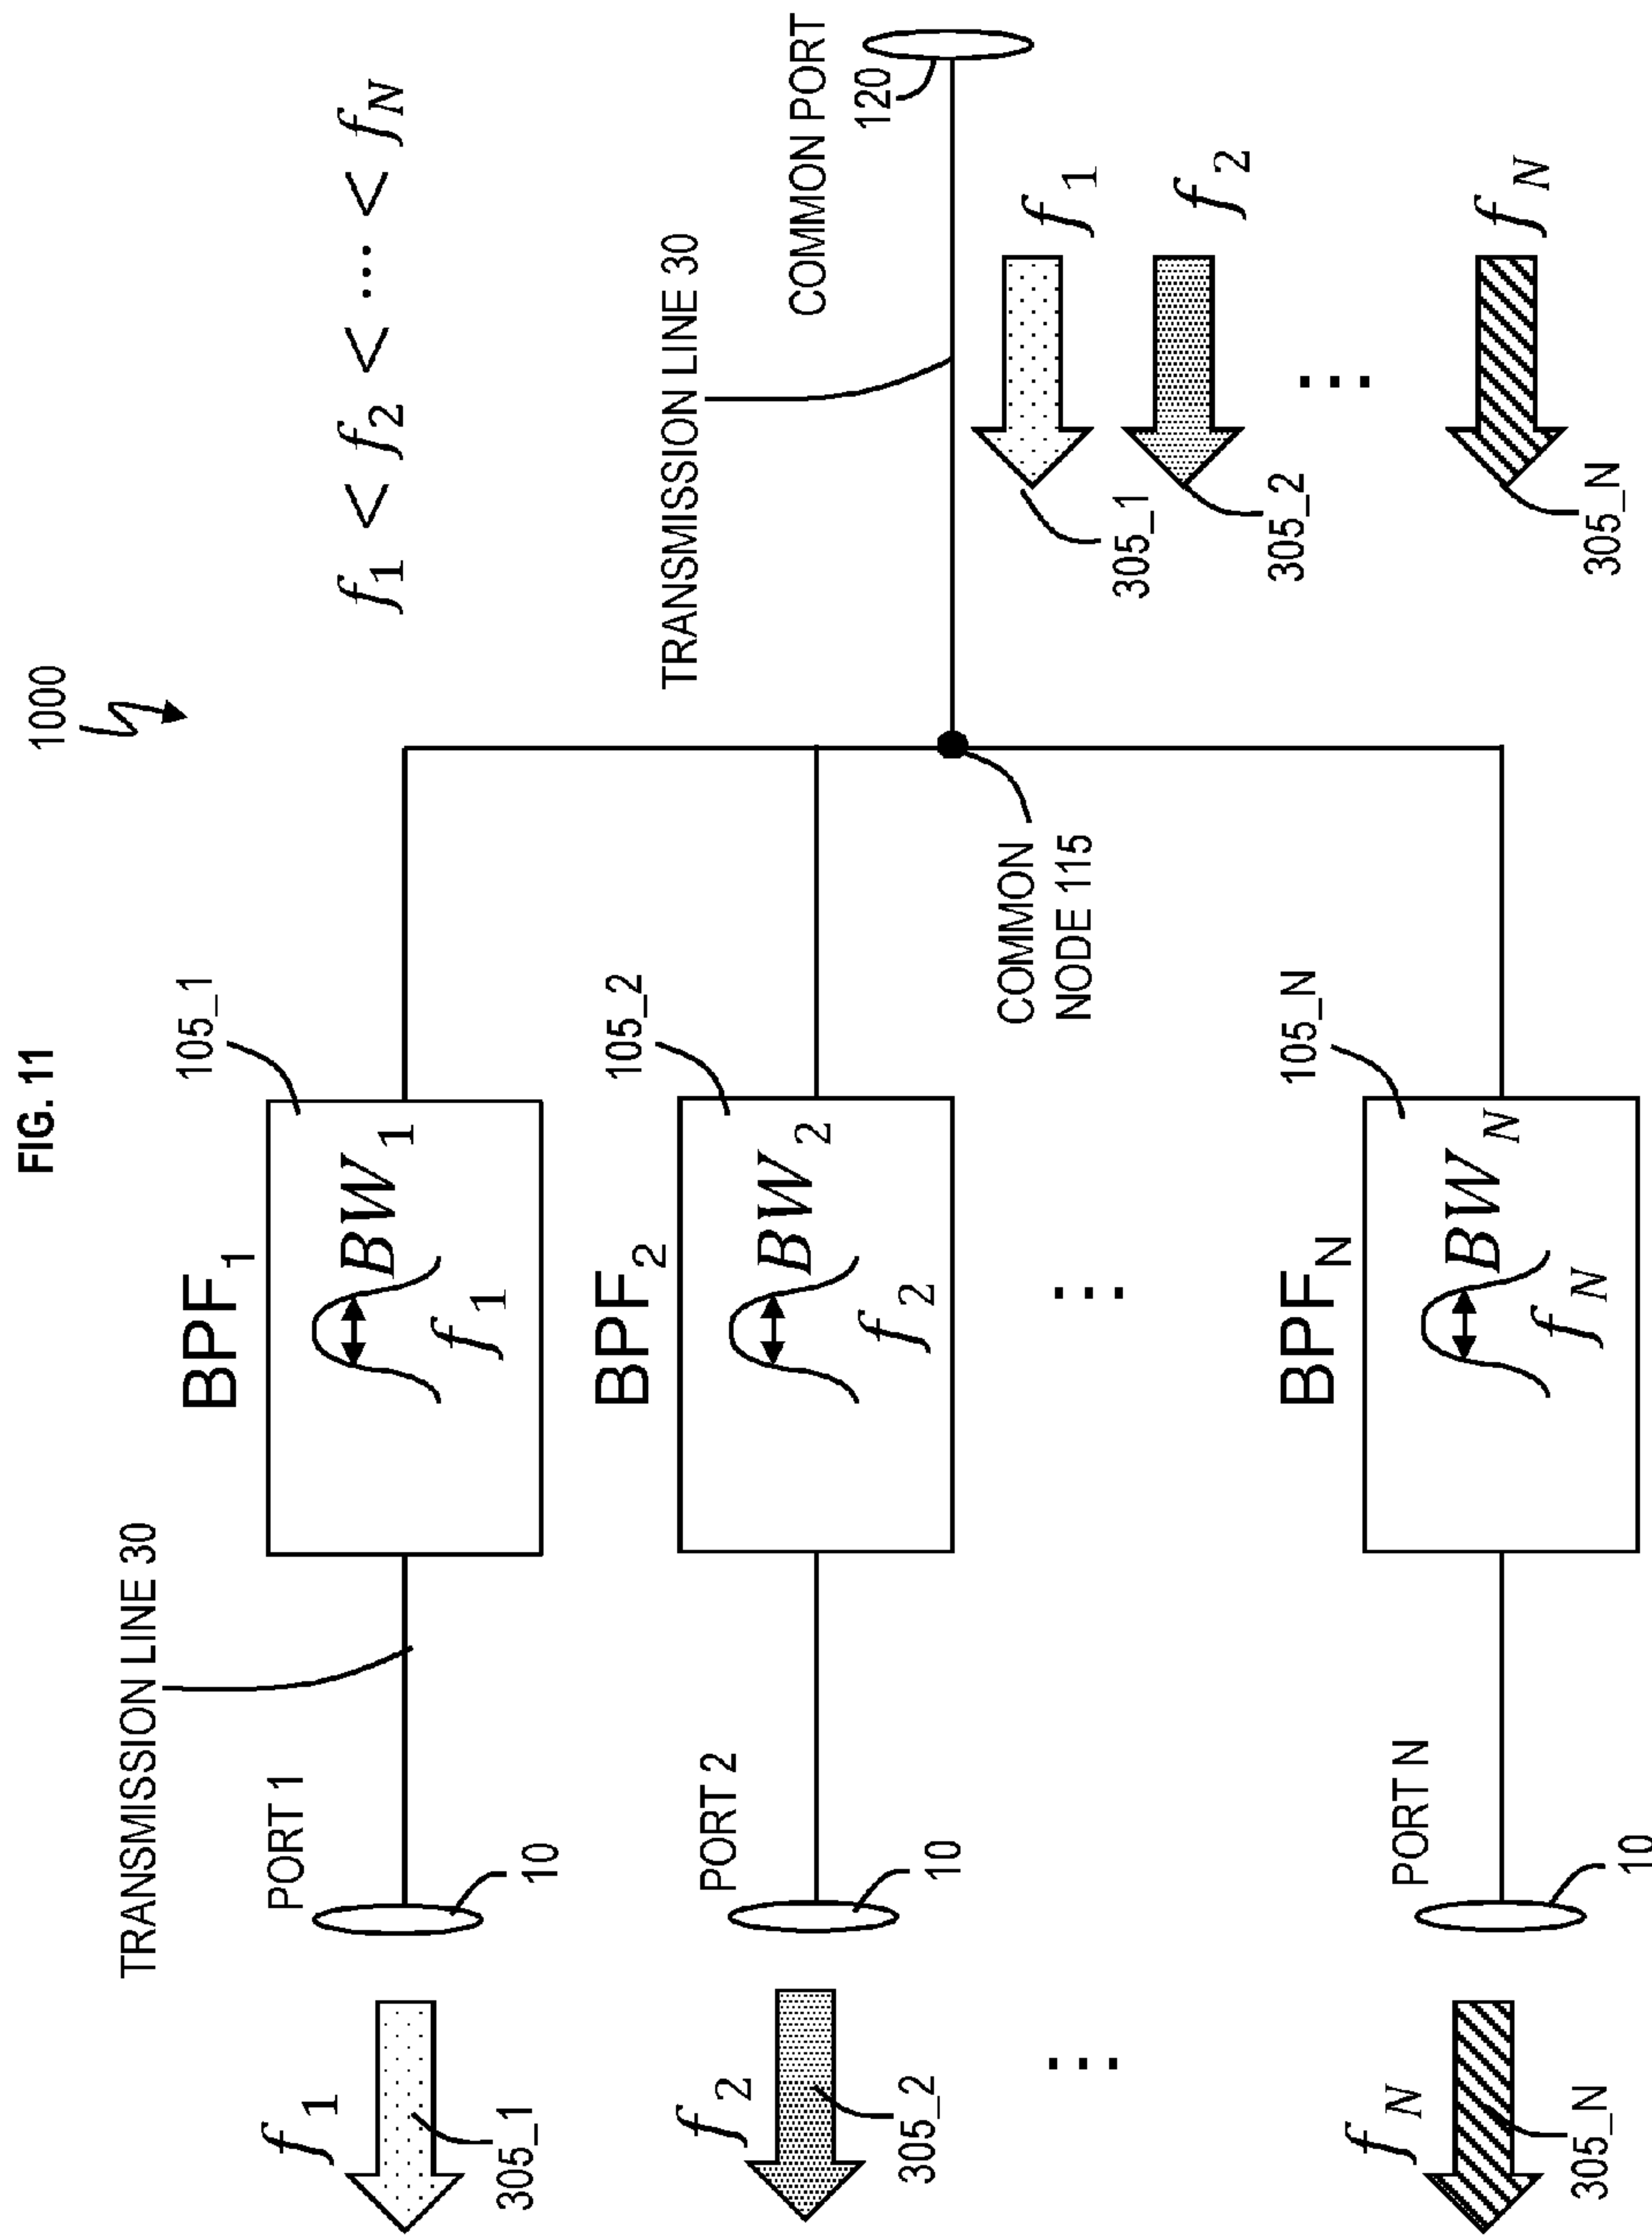 FIG. 11
1000
f1 < f2 < ... < fN
TRANSMISSION LINE 30
PORT 1
10
f1
305_1
BPF1
BW1
f1
105_1
PORT 2
10
f2
305_2
BPF2
BW2
f2
105_2
...
...
PORT N
10
fN
305_N
BPFN
BWN
fN
105_N
COMMON
NODE 115
TRANSMISSION LINE 30
COMMON PORT
120
f1
305_1
f2
305_2
...
fN
305_N